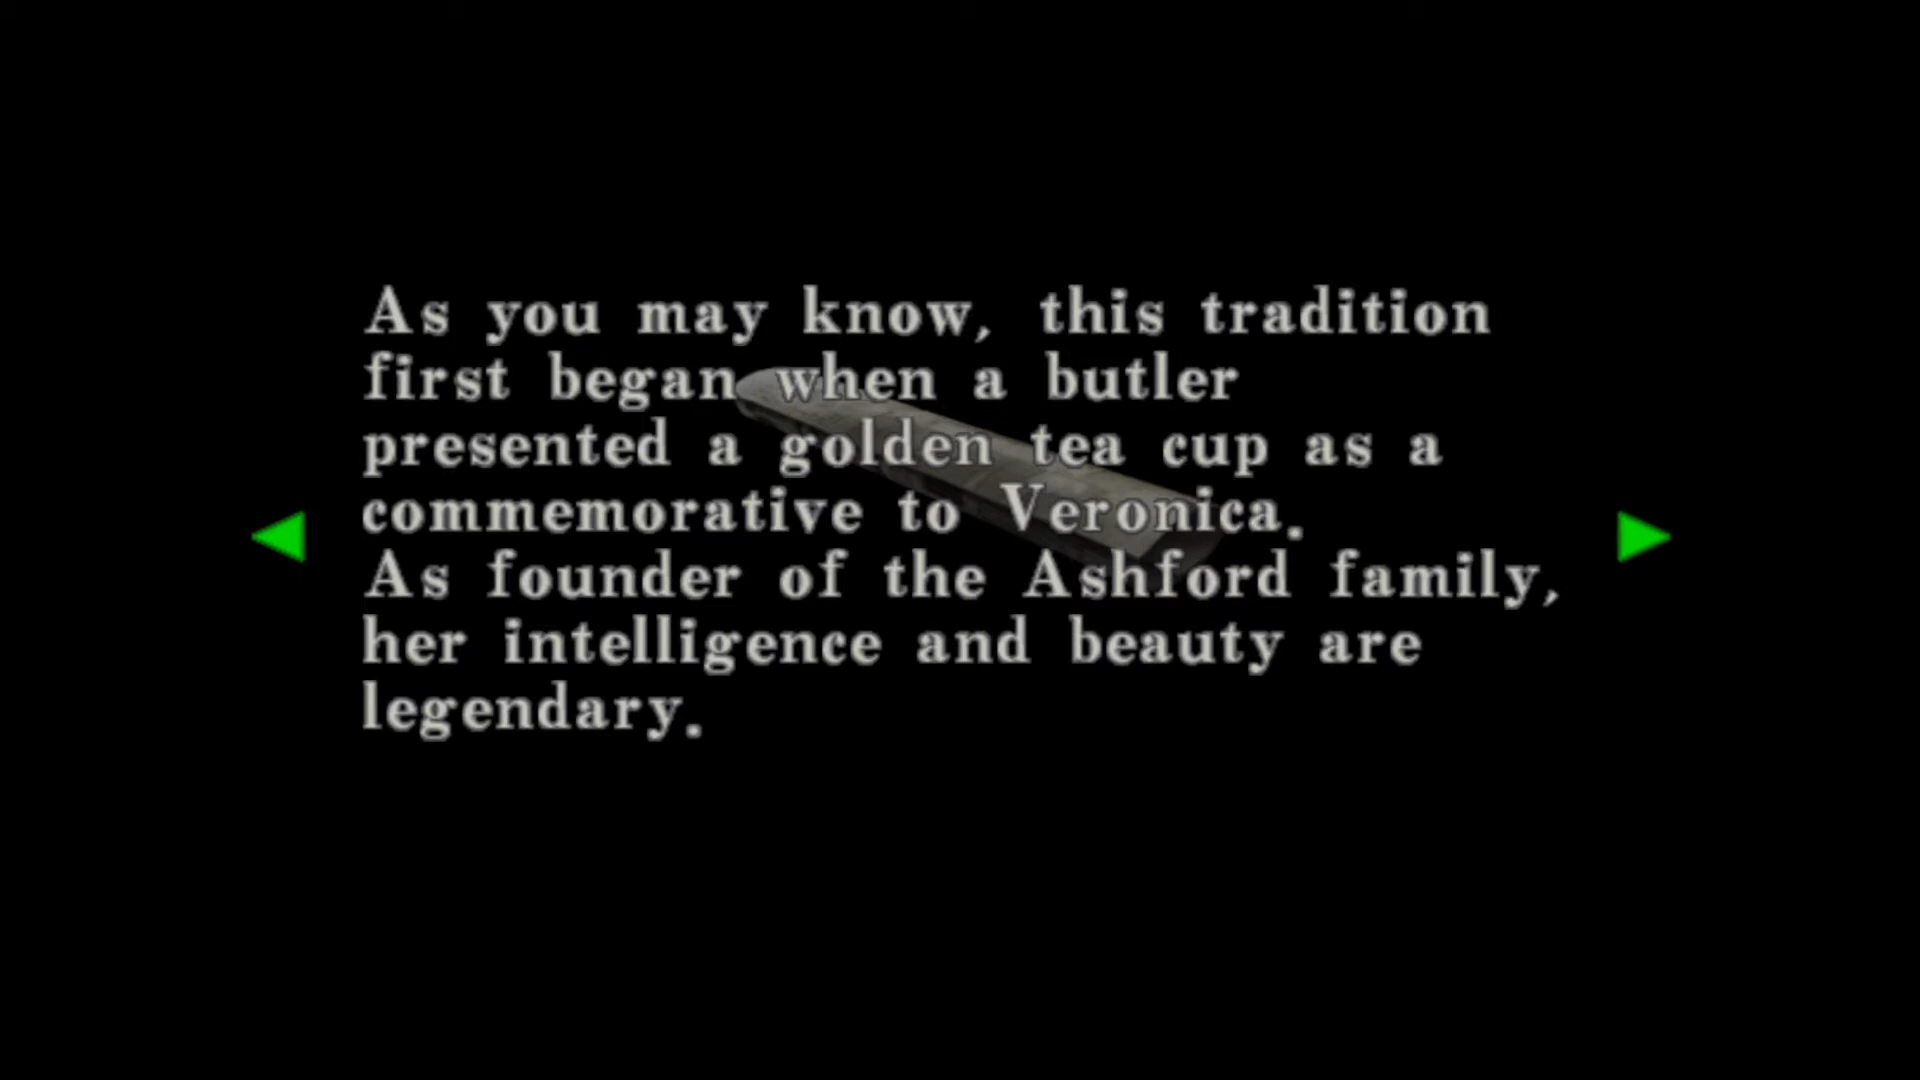 As you may know, this tradition
first began when a butler
presented a golden tea cup as a
commemorative to Veronica.
As founder of the Ashford family,
her intelligence and beauty are
legendary.